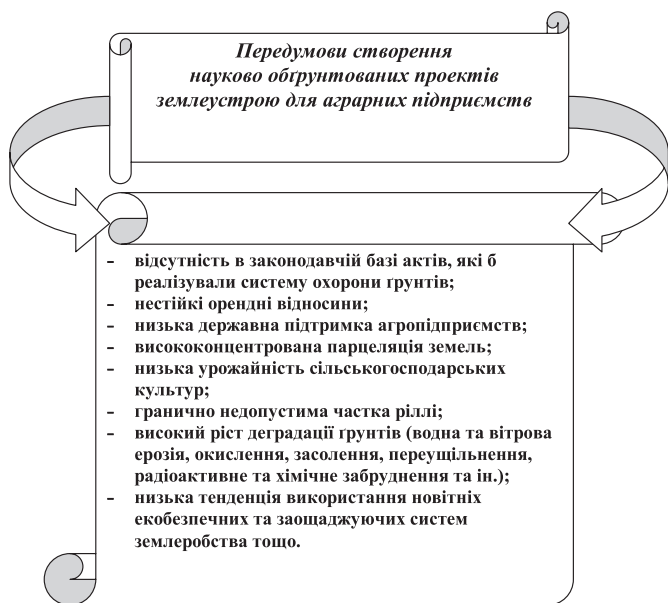 Передумови створення
науково обґрунтованих проектів
землеустрою для аграрних підприємств
- відсутність в законодавчій базі актів, які б
реалізували систему охорони ґрунтів;
- нестійкі орендні відносини;
- низька державна підтримка агропідприємств;
- висококонцентрована парцеляція земель;
- низька урожайність сільськогосподарських
культур;
- гранично недопустима частка ріллі;
- високий ріст деградації ґрунтів (водна та вітрова
ерозія, окислення, засолення, переущільнення,
радіоактивне та хімічне забруднення та ін.);
- низька тенденція використання новітніх
екобезпечних та заощаджуючих систем
землеробства тощо.